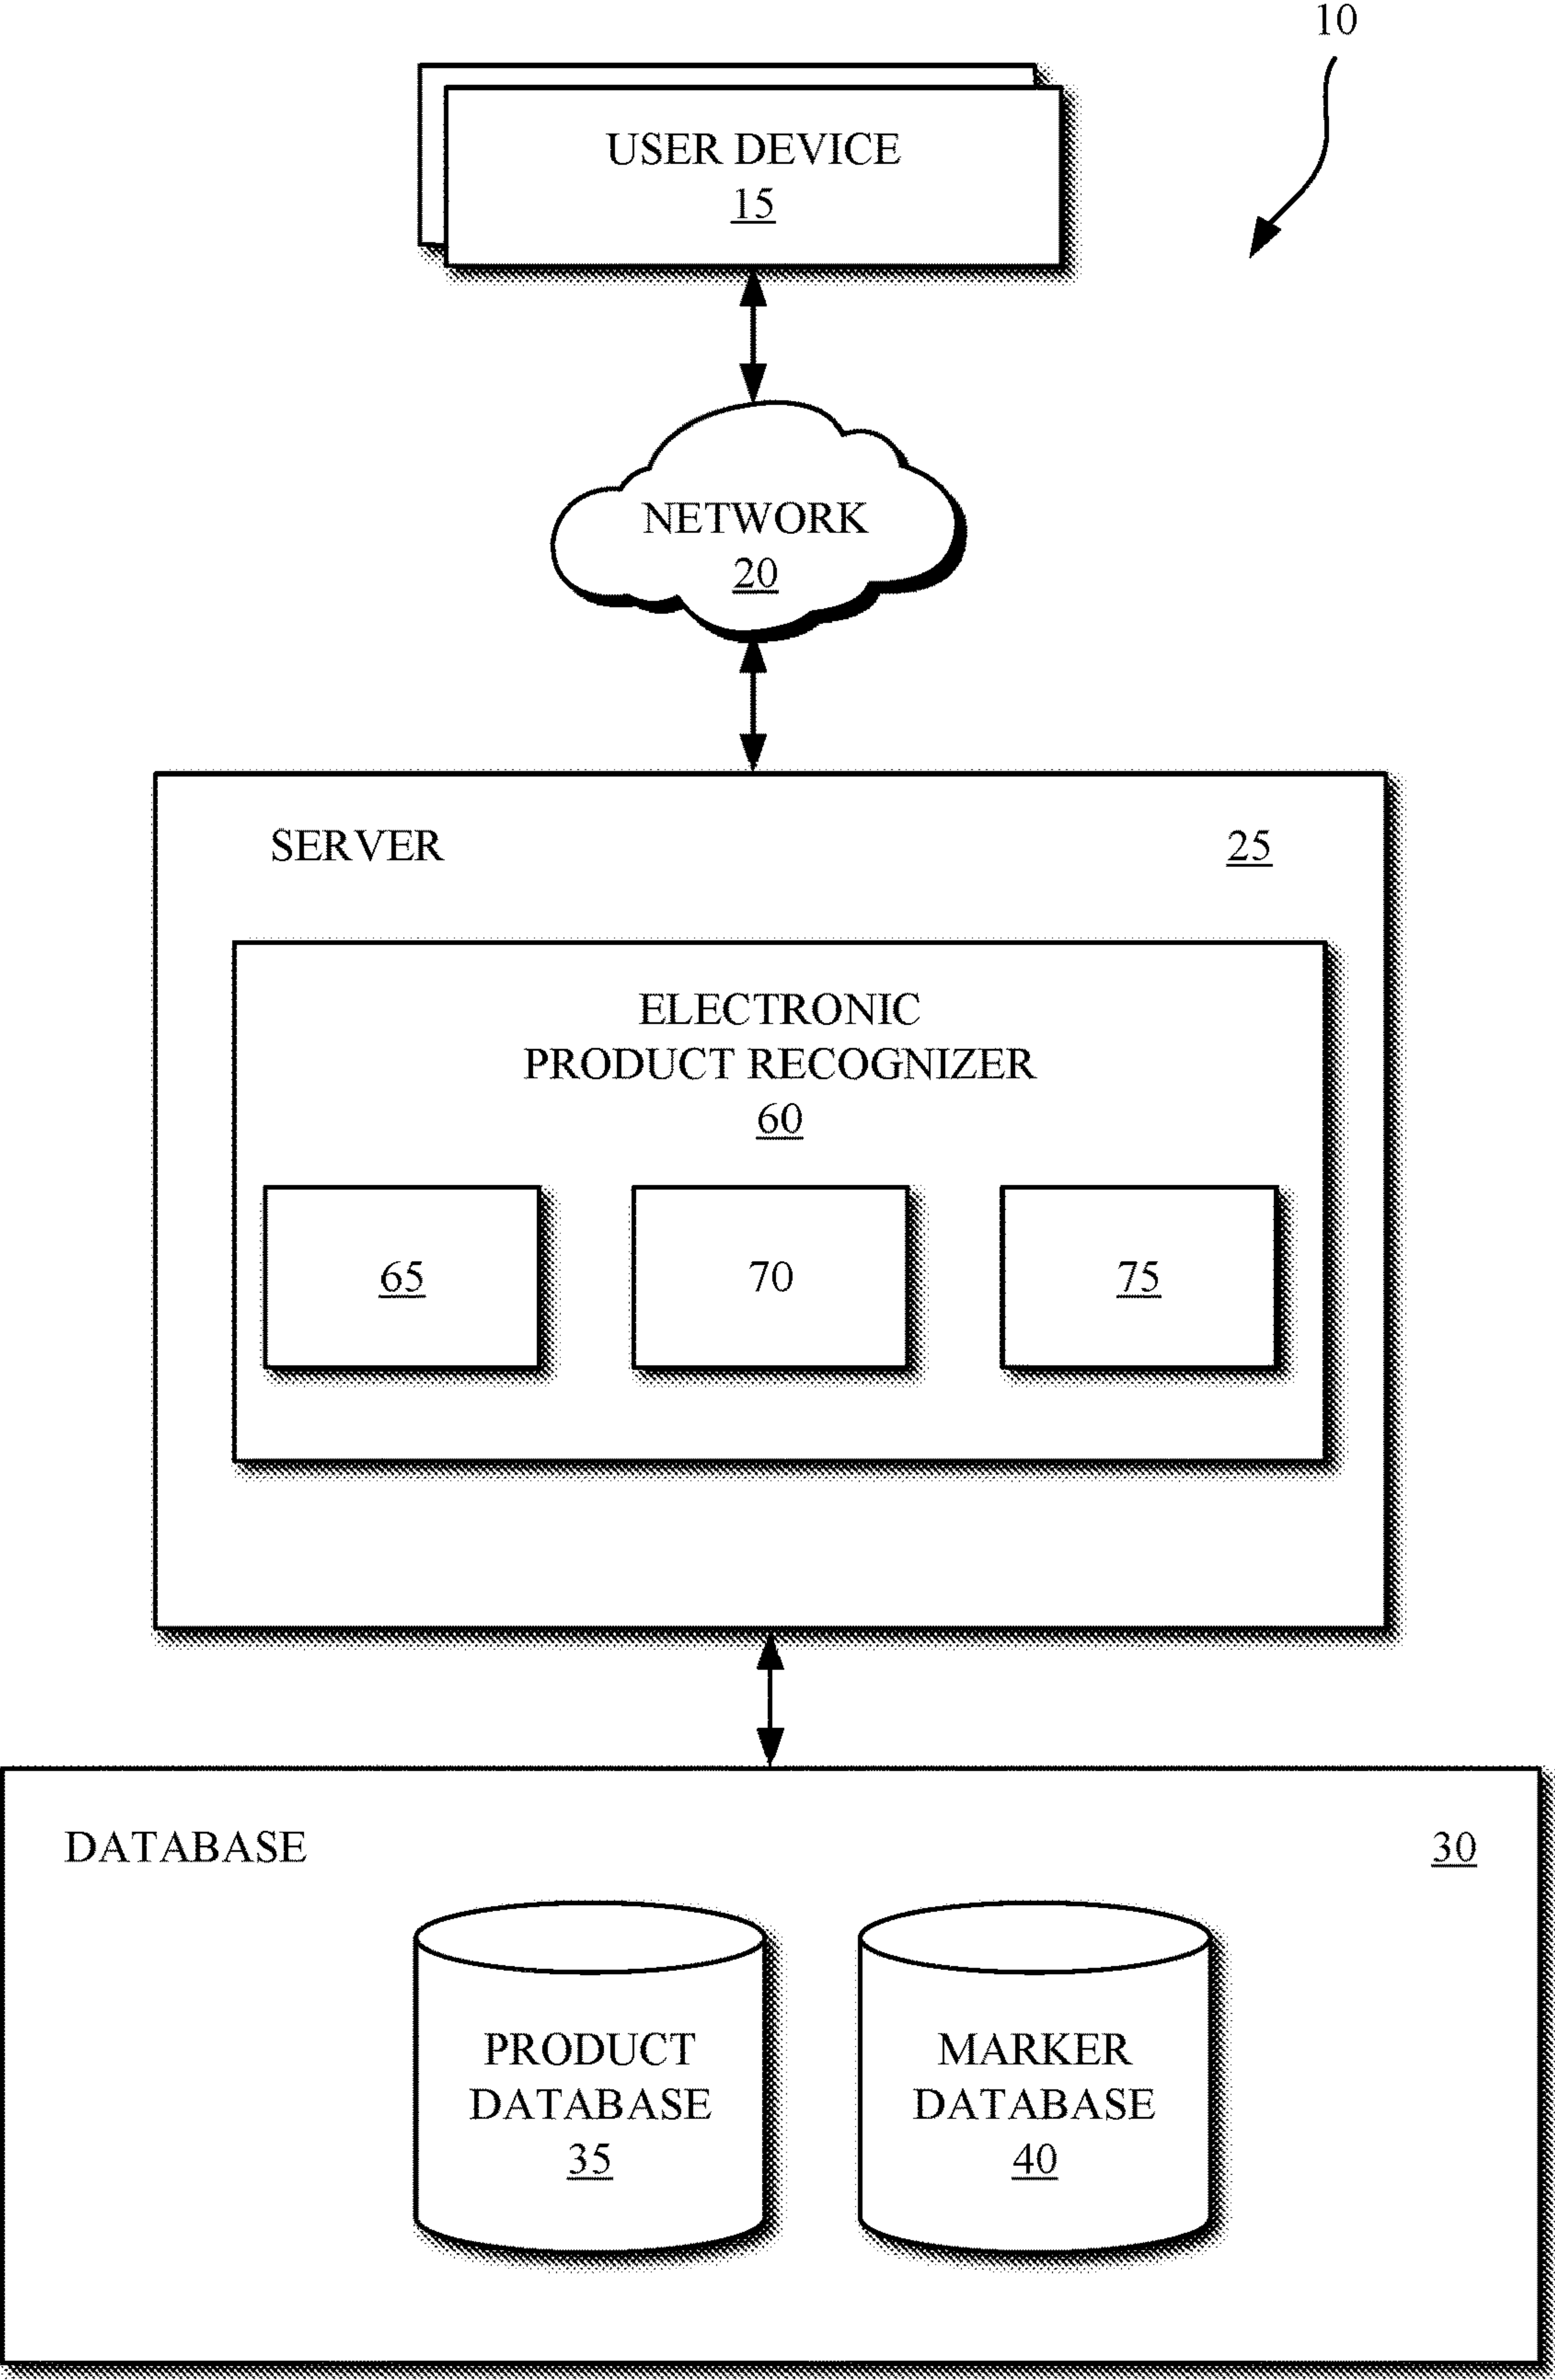 10
USER DEVICE
15
NETWORK
20
SERVER 25
ELECTRONIC
PRODUCT RECOGNIZER
60
65 70 75
DATABASE 30
PRODUCT
DATABASE
35
MARKER
DATABASE
40